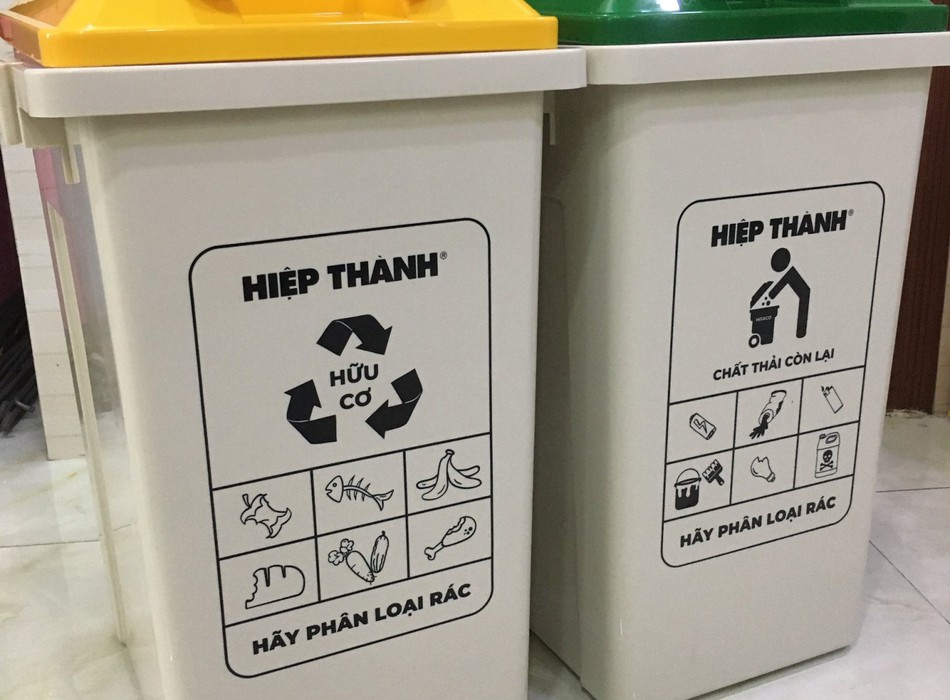 HIỆP THÀNH®
HỮU
CƠ
HÃY PHÂN LOẠI RÁC
HIỆP THÀNH®
CHẤT THẢI CÒN LẠI
HÃY PHÂN LOẠI RÁC